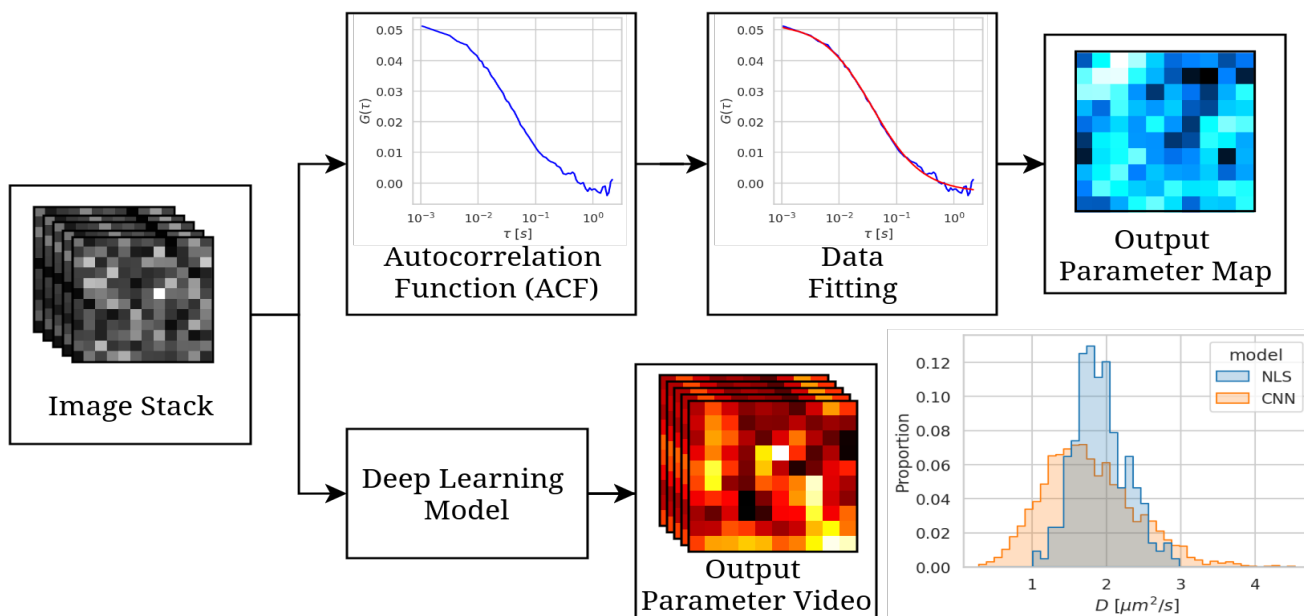 0.05
0.04
0.03
0.02
0.01
0.00
G(τ)
10⁻³ 10⁻² 10⁻¹ 10⁰
τ [s]
Autocorrelation
Function (ACF)
0.05
0.04
0.03
0.02
0.01
0.00
G(τ)
10⁻³ 10⁻² 10⁻¹ 10⁰
τ [s]
Data
Fitting
Output
Parameter Map
Image Stack
Deep Learning
Model
Output
Parameter Video
0.12
0.10
0.08
0.06
0.04
0.02
0.00
Proportion
model
NLS
CNN
1 2 3 4
D [μm²/s]